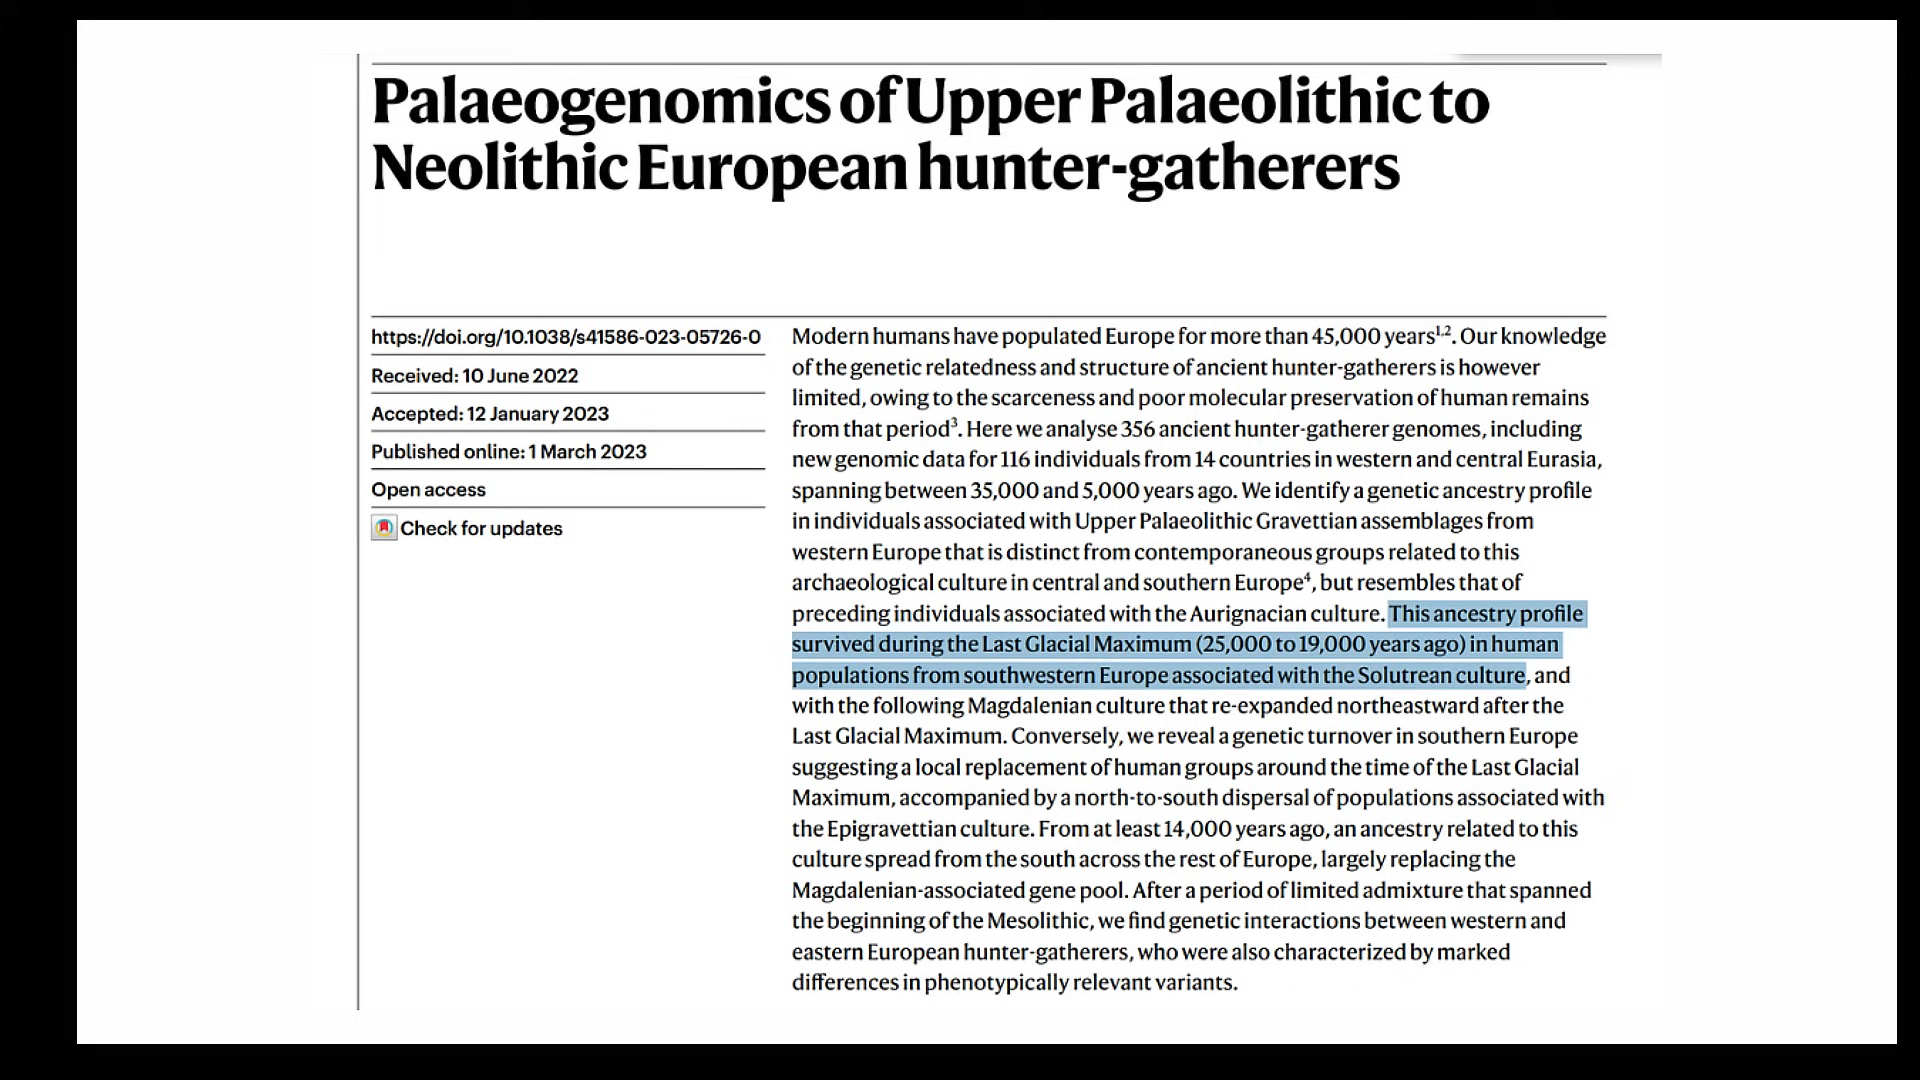 Palaeogenomics of Upper Palaeolithic to
Neolithic European hunter-gatherers
https://doi.org/10.1038/s41586-023-05726-0
Received: 10 June 2022
Accepted: 12 January 2023
Published online: 1 March 2023
Open access
Check for updates
Modern humans have populated Europe for more than 45,000 years1,2. Our knowledge
of the genetic relatedness and structure of ancient hunter-gatherers is however
limited, owing to the scarceness and poor molecular preservation of human remains
from that period3. Here we analyse 356 ancient hunter-gatherer genomes, including
new genomic data for 116 individuals from 14 countries in western and central Eurasia,
spanning between 35,000 and 5,000 years ago. We identify a genetic ancestry profile
in individuals associated with Upper Palaeolithic Gravettian assemblages from
western Europe that is distinct from contemporaneous groups related to this
archaeological culture in central and southern Europe4, but resembles that of
preceding individuals associated with the Aurignacian culture. This ancestry profile
survived during the Last Glacial Maximum (25,000 to 19,000 years ago) in human
populations from southwestern Europe associated with the Solutrean culture, and
with the following Magdalenian culture that re-expanded northeastward after the
Last Glacial Maximum. Conversely, we reveal a genetic turnover in southern Europe
suggesting a local replacement of human groups around the time of the Last Glacial
Maximum, accompanied by a north-to-south dispersal of populations associated with
the Epigravettian culture. From at least 14,000 years ago, an ancestry related to this
culture spread from the south across the rest of Europe, largely replacing the
Magdalenian-associated gene pool. After a period of limited admixture that spanned
the beginning of the Mesolithic, we find genetic interactions between western and
eastern European hunter-gatherers, who were also characterized by marked
differences in phenotypically relevant variants.